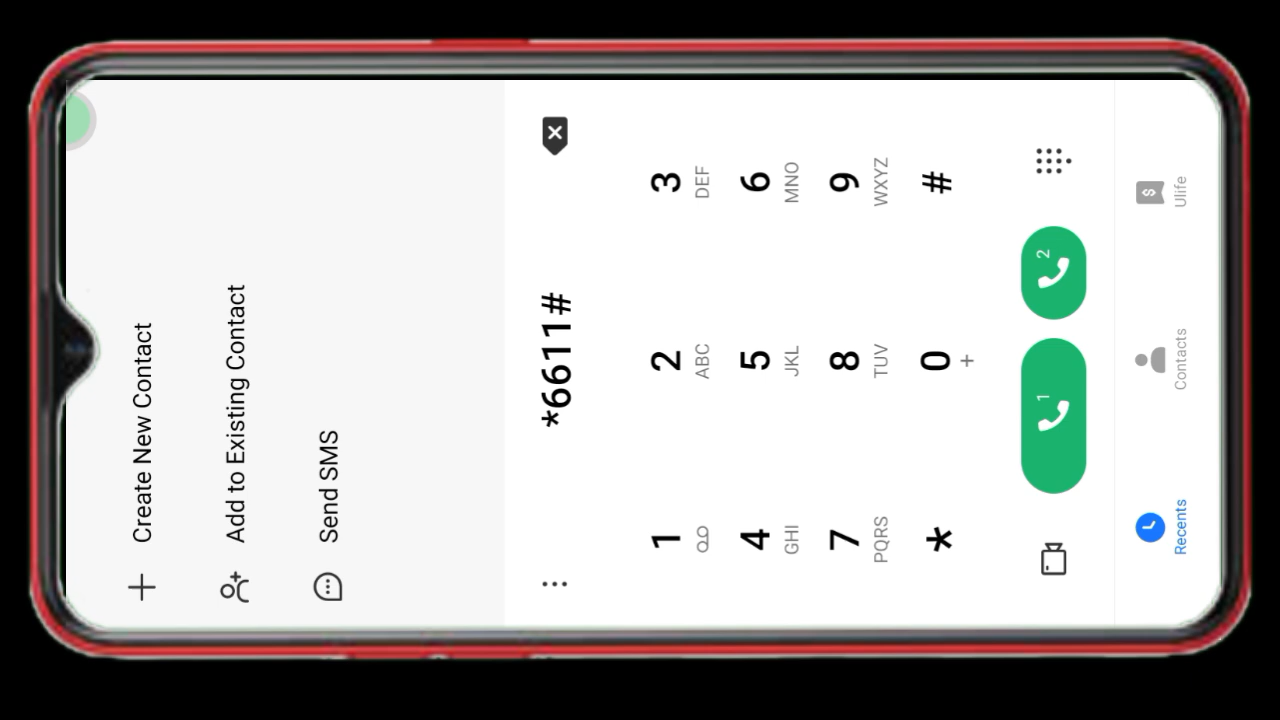 Create New Contact
Add to Existing Contact
Send SMS
*6611#
1
2 ABC
3 DEF
4 GHI
5 JKL
6 MNO
7 PQRS
8 TUV
9 WXYZ
*
0 +
#
1
2
Recents
Contacts
$
Ulife